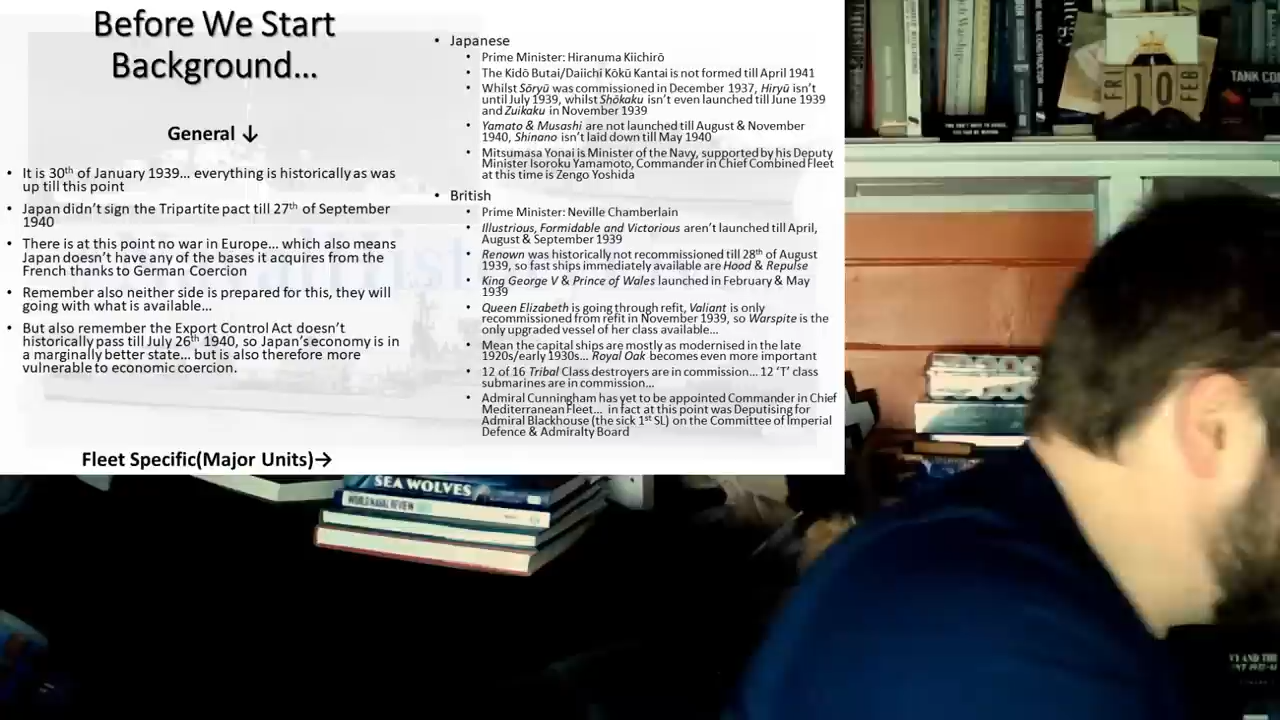 Before We Start
Background...
General ↓
• It is 30th of January 1939... everything is historically as was
up till this point
• Japan didn't sign the Tripartite pact till 27th of September
1940
• There is at this point no war in Europe... which also means
Japan doesn't have any of the bases it acquires from the
French thanks to German Coercion
• Remember also neither side is prepared for this, they will
going with what is available...
• But also remember the Export Control Act doesn't
historically pass till July 26th 1940, so Japan's economy is in
a marginally better state... but is also therefore more
vulnerable to economic coercion.
Fleet Specific(Major Units)→
• Japanese
• Prime Minister: Hiranuma Kiichirō
• The Kidō Butai/Daiichi Kōkū Kantai is not formed till April 1941
• Whilst Sōryū was commissioned in December 1937, Hiryū isn't
until July 1939, whilst Shōkaku isn't even launched till June 1939
and Zuikaku in November 1939
• Yamato & Musashi are not launched till August & November
1940, Shinano isn't laid down till May 1940
• Mitsumasa Yonai is Minister of the Navy, supported by his Deputy
Minister Isoroku Yamamoto, Commander in Chief Combined Fleet
at this time is Zengo Yoshida
• British
• Prime Minister: Neville Chamberlain
• Illustrious, Formidable and Victorious aren't launched till April,
August & September 1939
• Renown was historically not recommissioned till 28th of August
1939, so fast ships immediately available are Hood & Repulse
• King George V & Prince of Wales launched in February & May
1939
• Queen Elizabeth is going through refit, Valiant is only
recommissioned from refit in November 1939, so Warspite is the
only upgraded vessel of her class available...
• Mean the capital ships are mostly as modernised in the late
1920s/early 1930s... Royal Oak becomes even more important
• 12 of 16 Tribal Class destroyers are in commission... 12 'T' class
submarines are in commission...
• Admiral Cunningham has yet to be appointed Commander in Chief
Mediterranean Fleet... in fact at this point was Deputising for
Admiral Blackhouse (the sick 1st SL) on the Committee of Imperial
Defence & Admiralty Board
FRI 10 FEB
TANK
SEA WOLVES
WORLD NAVAL REVIEW